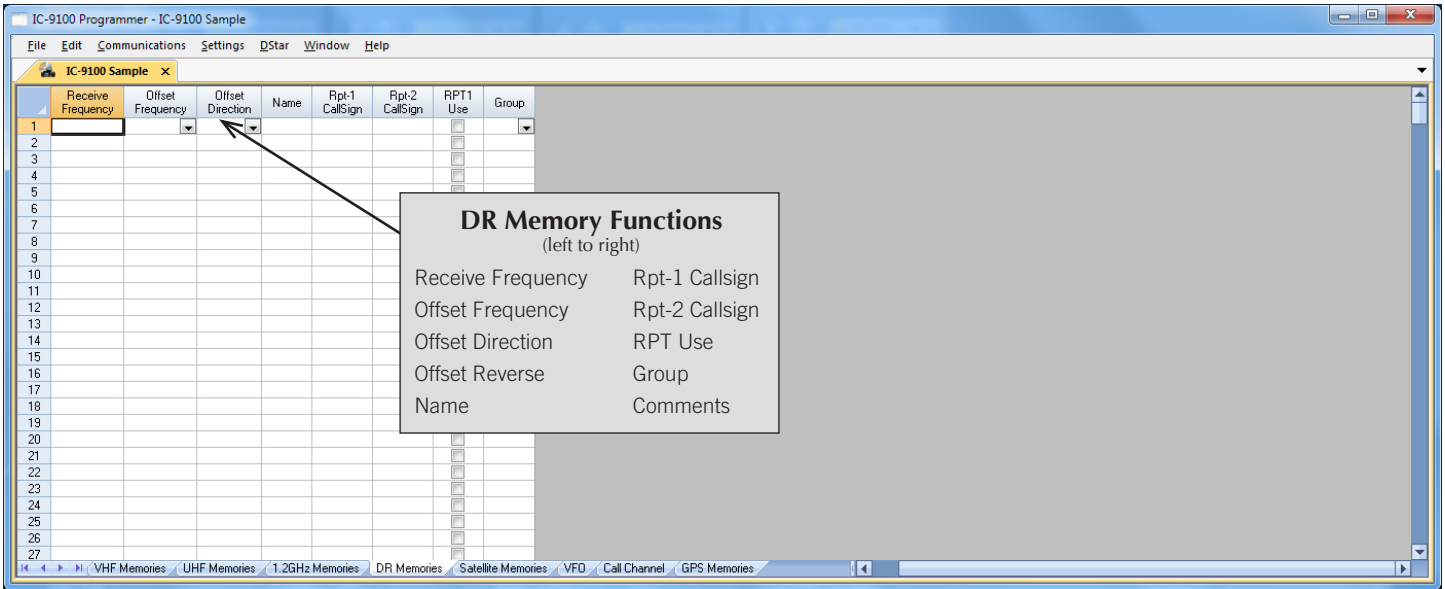 IC-9100 Programmer - IC-9100 Sample
File Edit Communications Settings DStar Window Help
IC-9100 Sample X
Receive Frequency Offset Frequency Offset Direction Name Rpt-1 CallSign Rpt-2 CallSign RPT1 Use Group
1
2
3
4
5
6
7
8
9
10
11
12
13
14
15
16
17
18
19
20
21
22
23
24
25
26
27
DR Memory Functions
(left to right)
Receive Frequency Rpt-1 Callsign
Offset Frequency Rpt-2 Callsign
Offset Direction RPT Use
Offset Reverse Group
Name Comments
VHF Memories UHF Memories 1.2GHz Memories DR Memories Satellite Memories VFO Call Channel GPS Memories